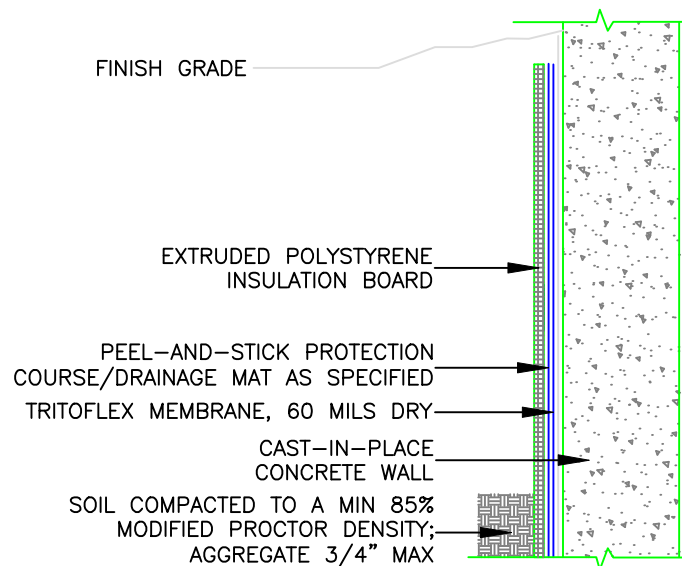 FINISH GRADE
EXTRUDED POLYSTYRENE
INSULATION BOARD
PEEL-AND-STICK PROTECTION
COURSE/DRAINAGE MAT AS SPECIFIED
TRITOFLEX MEMBRANE, 60 MILS DRY
CAST-IN-PLACE
CONCRETE WALL
SOIL COMPACTED TO A MIN 85%
MODIFIED PROCTOR DENSITY;
AGGREGATE 3/4" MAX